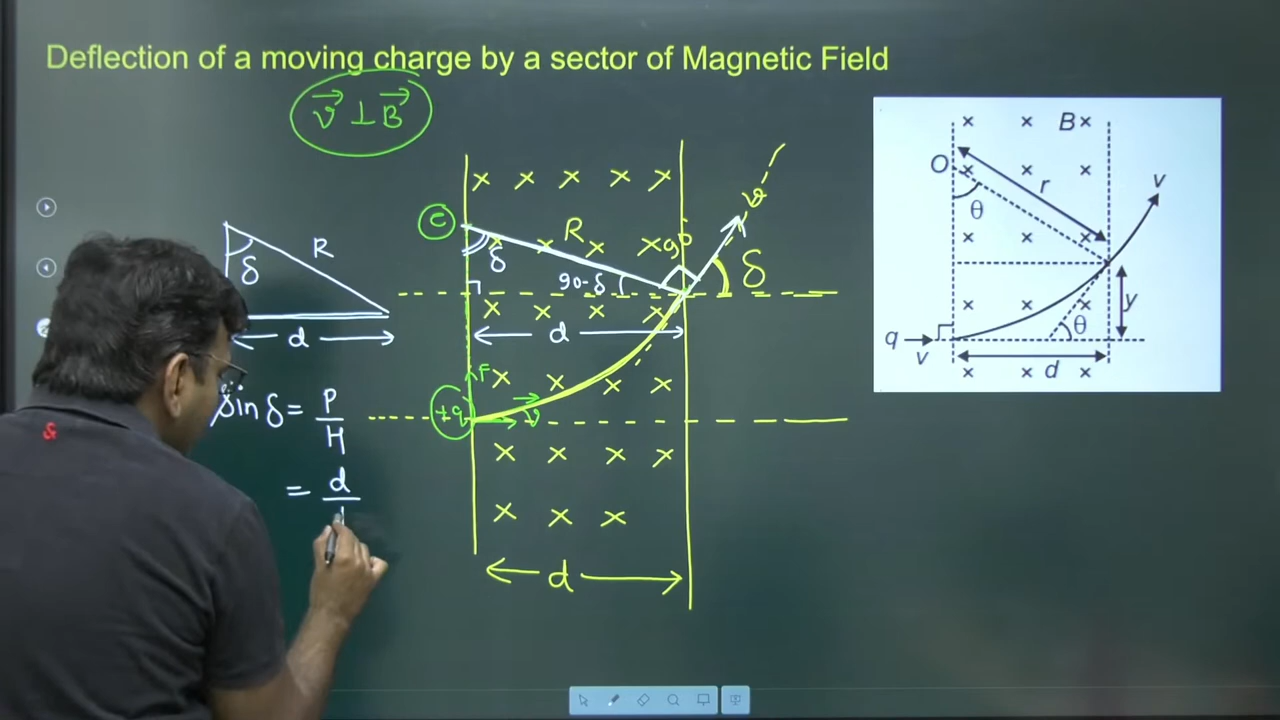 Deflection of a moving charge by a sector of Magnetic Field
v ⊥ B
R
δ
d
sin δ = P/H
= d/
C
R
δ
90-δ
90°
v
δ
d
F
+q
v
d
B
O
r
v
θ
y
q
v
θ
d
&